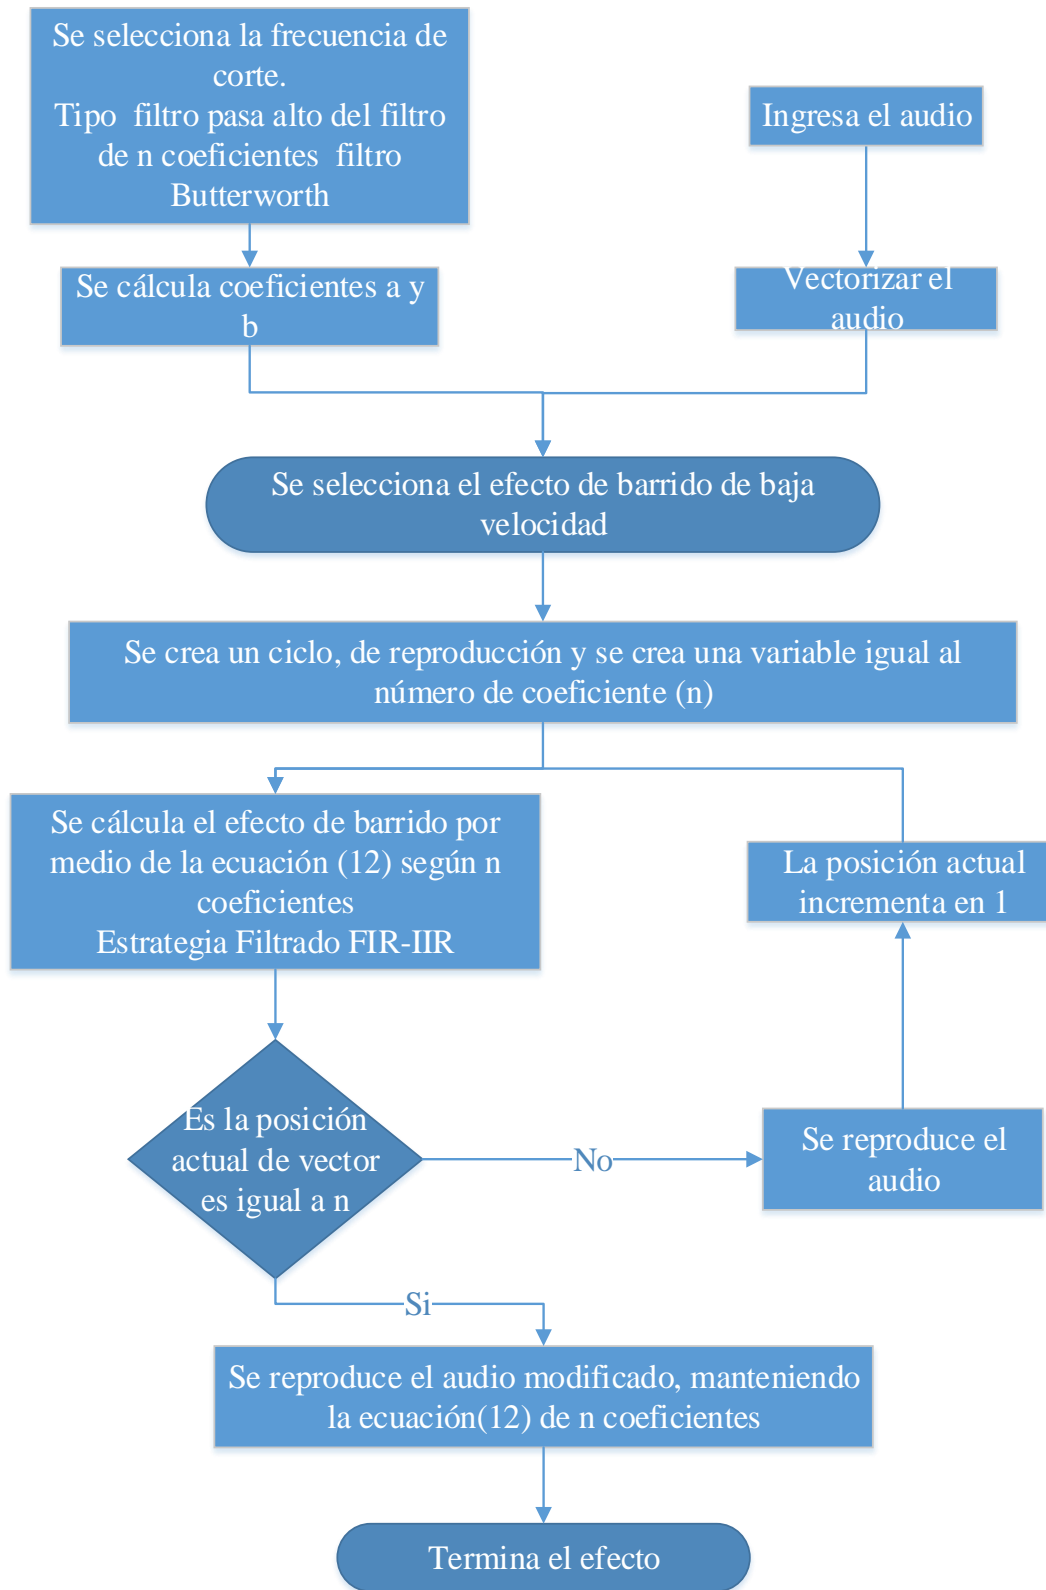 Se selecciona la frecuencia de
corte.
Tipo  filtro pasa alto del filtro
de n coeficientes  filtro
Butterworth
Ingresa el audio
Se cálcula coeficientes a y
b
Vectorizar el
audio
Se selecciona el efecto de barrido de baja
velocidad
Se crea un ciclo, de reproducción y se crea una variable igual al
número de coeficiente (n)
Se cálcula el efecto de barrido por
medio de la ecuación (12) según n
coeficientes
Estrategia Filtrado FIR-IIR
La posición actual
incrementa en 1
Es la posición
actual de vector
es igual a n
No
Se reproduce el
audio
Si
Se reproduce el audio modificado, manteniendo
la ecuación(12) de n coeficientes
Termina el efecto